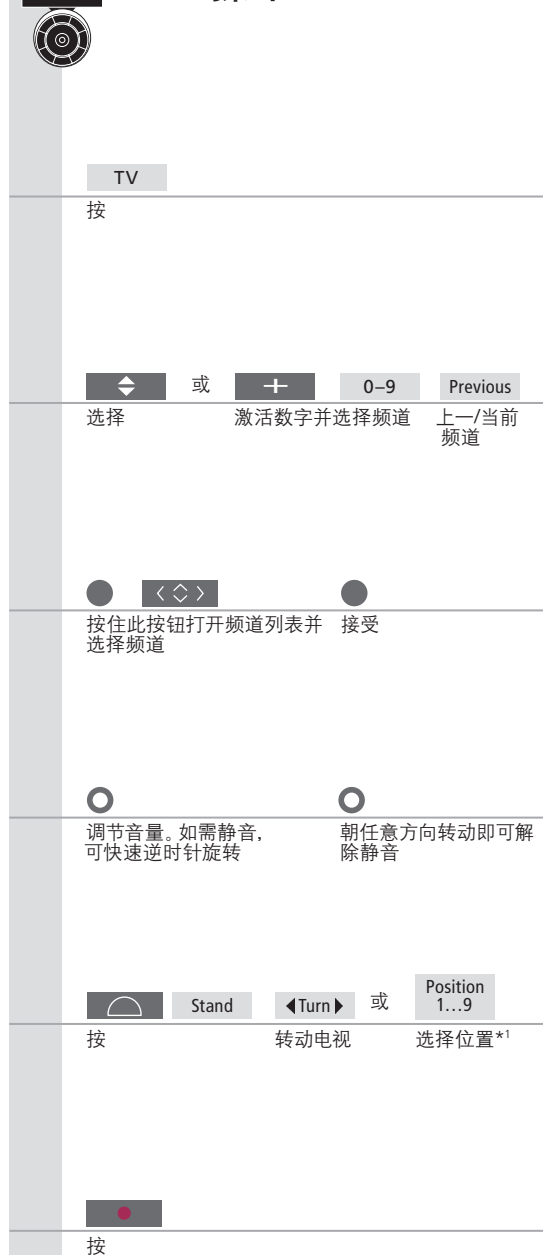 TV
按
或 0–9 Previous
选择 激活数字并选择频道 上一/当前
频道
按住此按钮打开频道列表并 接受
选择频道
调节音量。如需静音, 朝任意方向转动即可解
可快速逆时针旋转 除静音
Stand Turn 或 Position
1…9
按 转动电视 选择位置*1
按